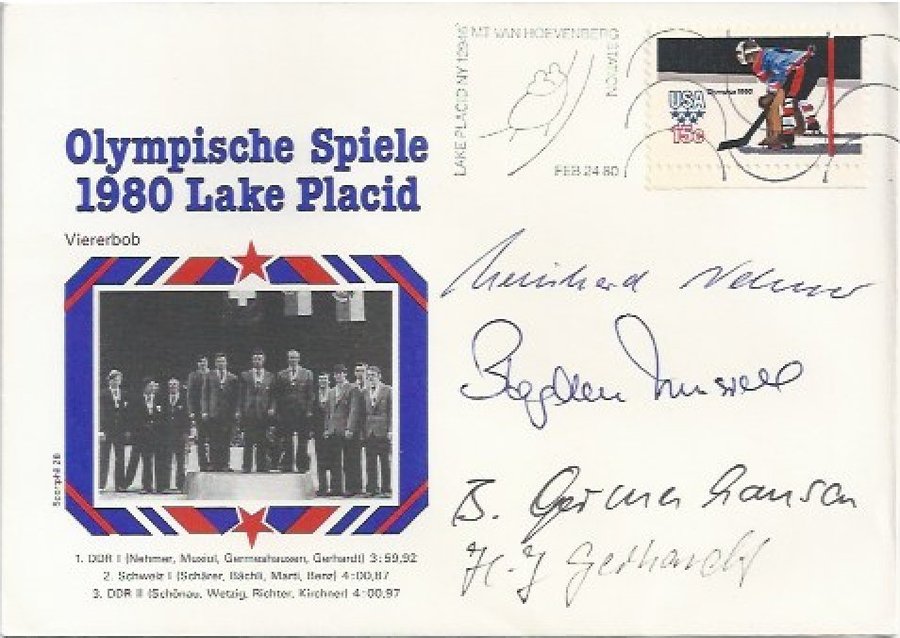 LAKE PLACID NY 12946
MT VAN HOEVENBERG
STATION
FEB 24 80
USA
15c
Olympics 1980
Olympische Spiele
1980 Lake Placid
Viererbob
Meinhard Nehmer
Bogdan Musiol
B. Germeshausen
H.-J. Gerhardt
1. DDR I (Nehmer, Musiol, Germeshausen, Gerhardt) 3:59,92
2. Schweiz I (Schärer, Bächli, Marti, Benz) 4:00,87
3. DDR II (Schönau, Wetzig, Richter, Kirchner) 4:00,97